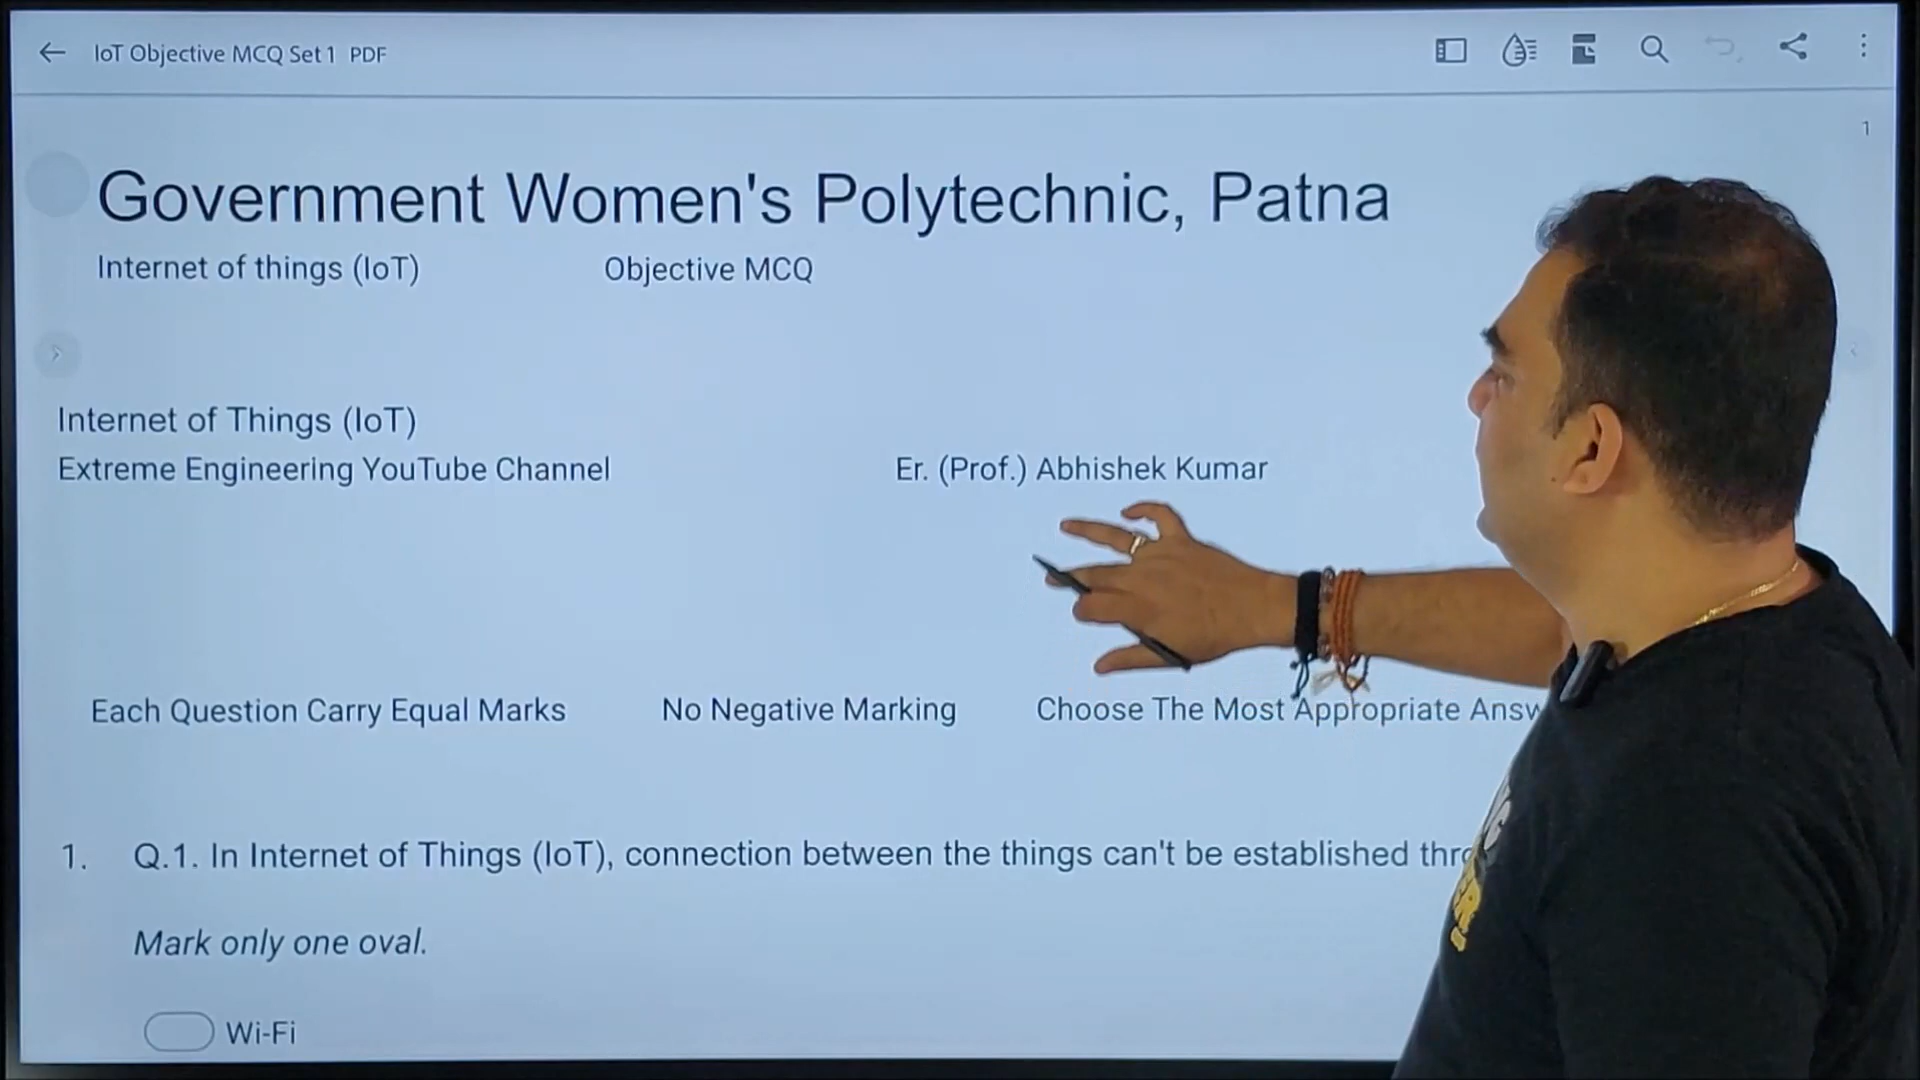 IoT Objective MCQ Set 1 PDF
1
Government Women's Polytechnic, Patna
Internet of things (IoT) Objective MCQ
Internet of Things (IoT)
Extreme Engineering YouTube Channel Er. (Prof.) Abhishek Kumar
Each Question Carry Equal Marks No Negative Marking Choose The Most Appropriate
1. Q.1. In Internet of Things (IoT), connection between the things can't be established
Mark only one oval.
Wi-Fi